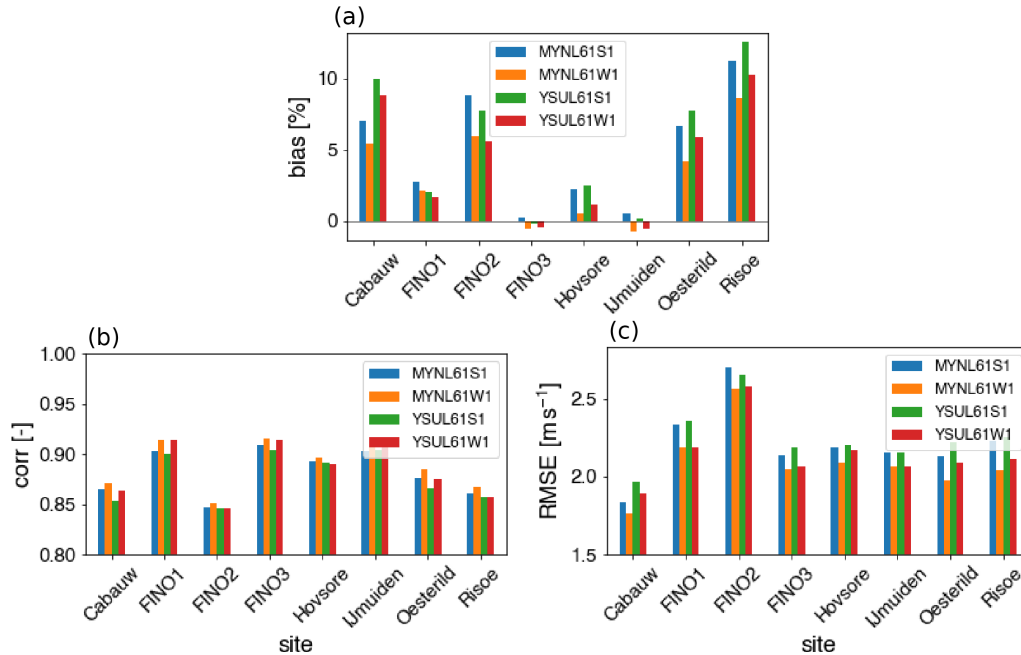 (a)
bias [%]
10
5
0
MYNL61S1
MYNL61W1
YSUL61S1
YSUL61W1
Cabauw
FINO1
FINO2
FINO3
Hovsore
IJmuiden
Oesterild
Risoe
(b)
corr [-]
1.00
0.95
0.90
0.85
0.80
MYNL61S1
MYNL61W1
YSUL61S1
YSUL61W1
Cabauw
FINO1
FINO2
FINO3
Hovsore
IJmuiden
Oesterild
Risoe
site
(c)
RMSE [ms⁻¹]
2.5
2.0
1.5
MYNL61S1
MYNL61W1
YSUL61S1
YSUL61W1
Cabauw
FINO1
FINO2
FINO3
Hovsore
IJmuiden
Oesterild
Risoe
site